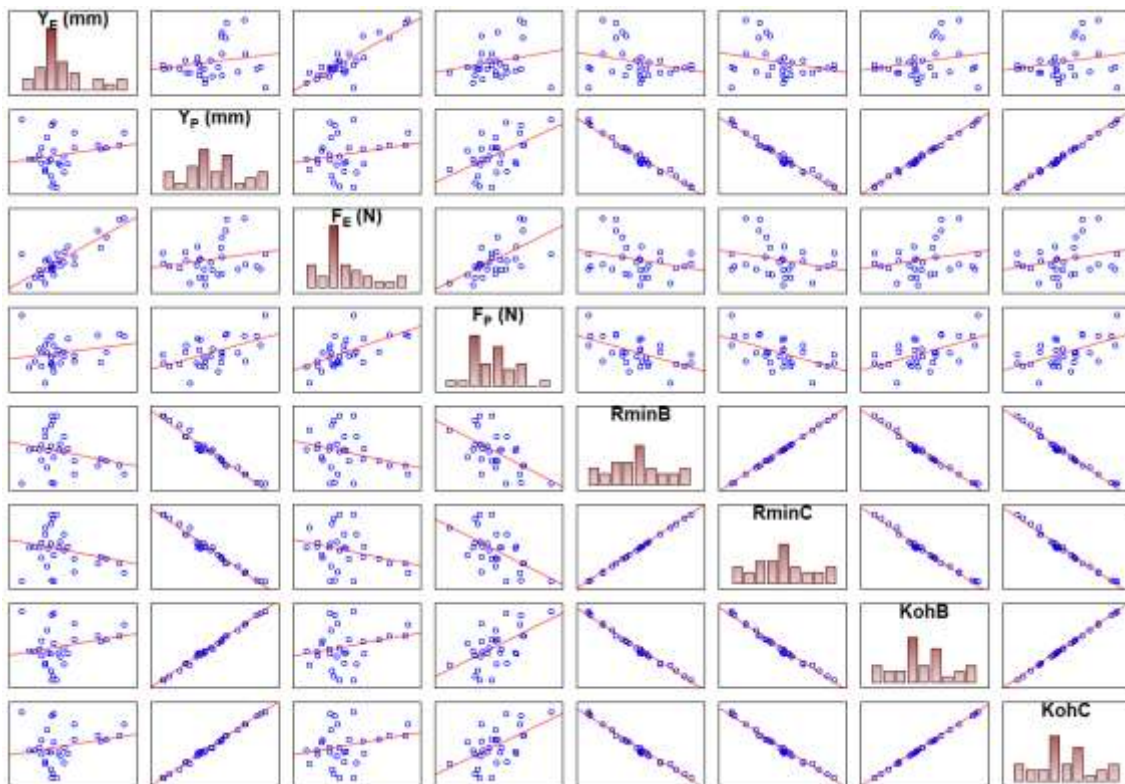 Y_E (mm)
Y_P (mm)
F_E (N)
F_P (N)
RminB
RminC
KohB
KohC